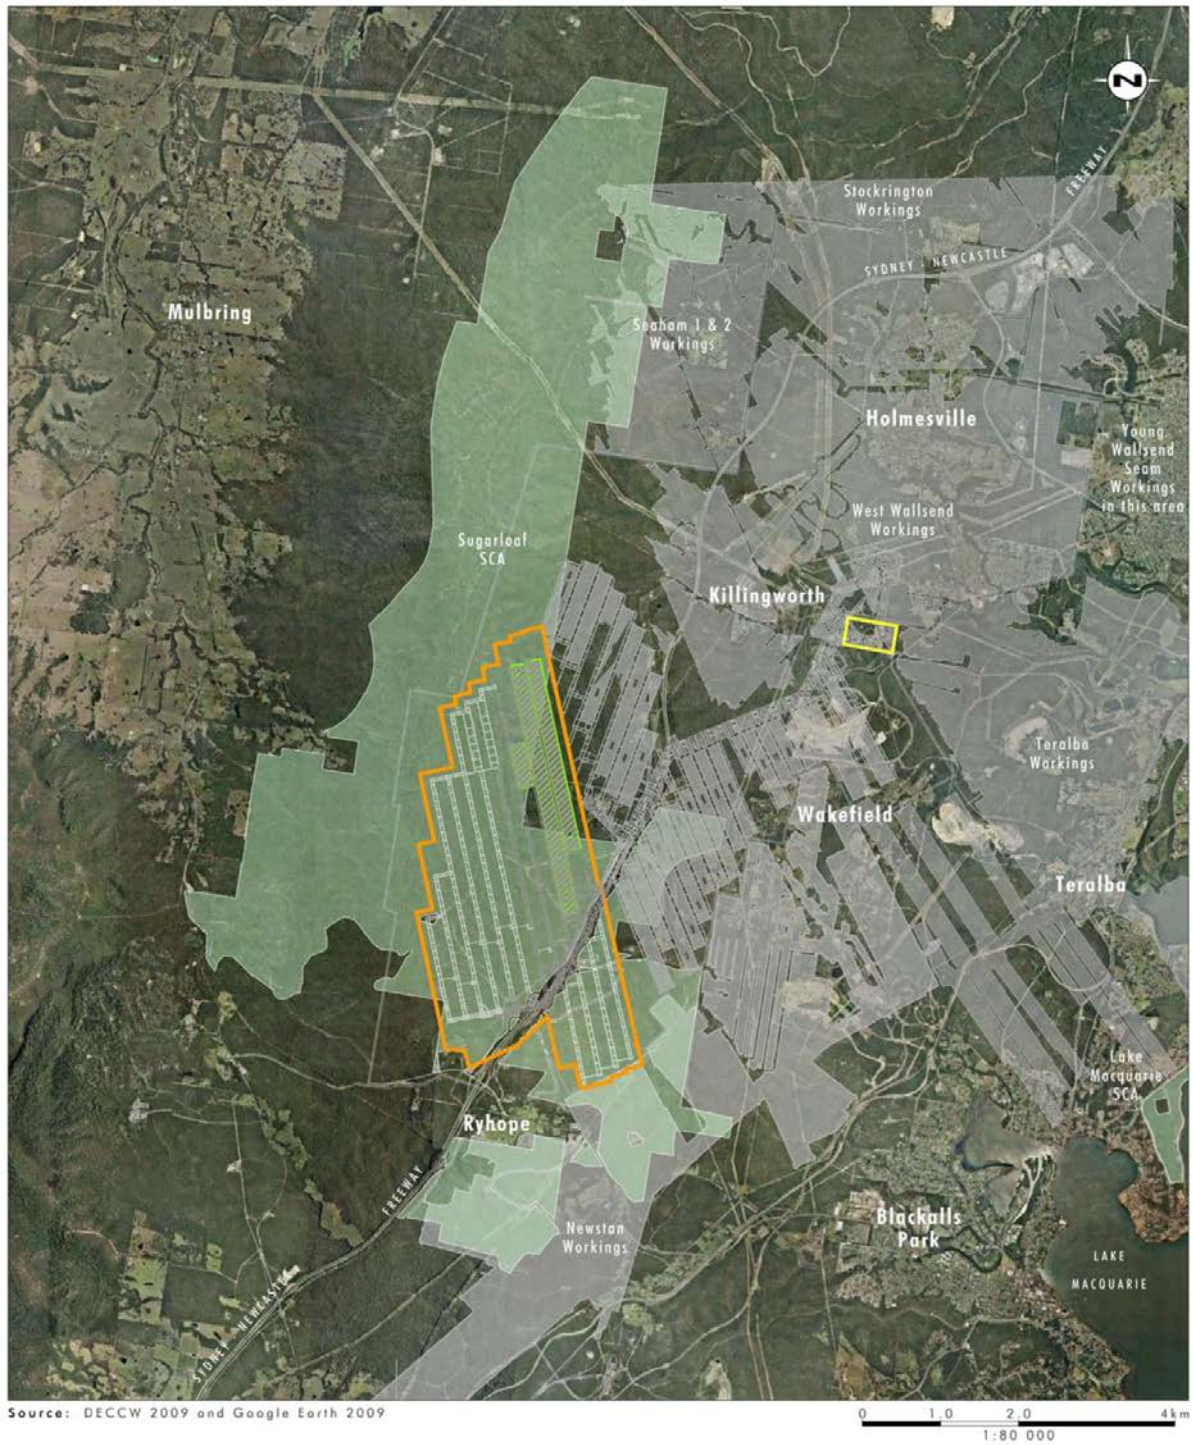 N
FREEWAY
Stockrington
Workings
SYDNEY NEWCASTLE
Mulbring
Seaham 1 & 2
Workings
Holmesville
Young
Wallsend
Seam
Workings
in this area
West Wallsend
Workings
Sugarloaf
SCA
Killingworth
Teralba
Workings
Wakefield
Teralba
Lake
Macquarie
SCA
Ryhope
FREEWAY
Blackalls
Park
Newstan
Workings
LAKE
MACQUARIE
SYDNEY NEWCASTLE
Source: DECCW 2009 and Google Earth 2009
0 1.0 2.0 4km
1:80 000